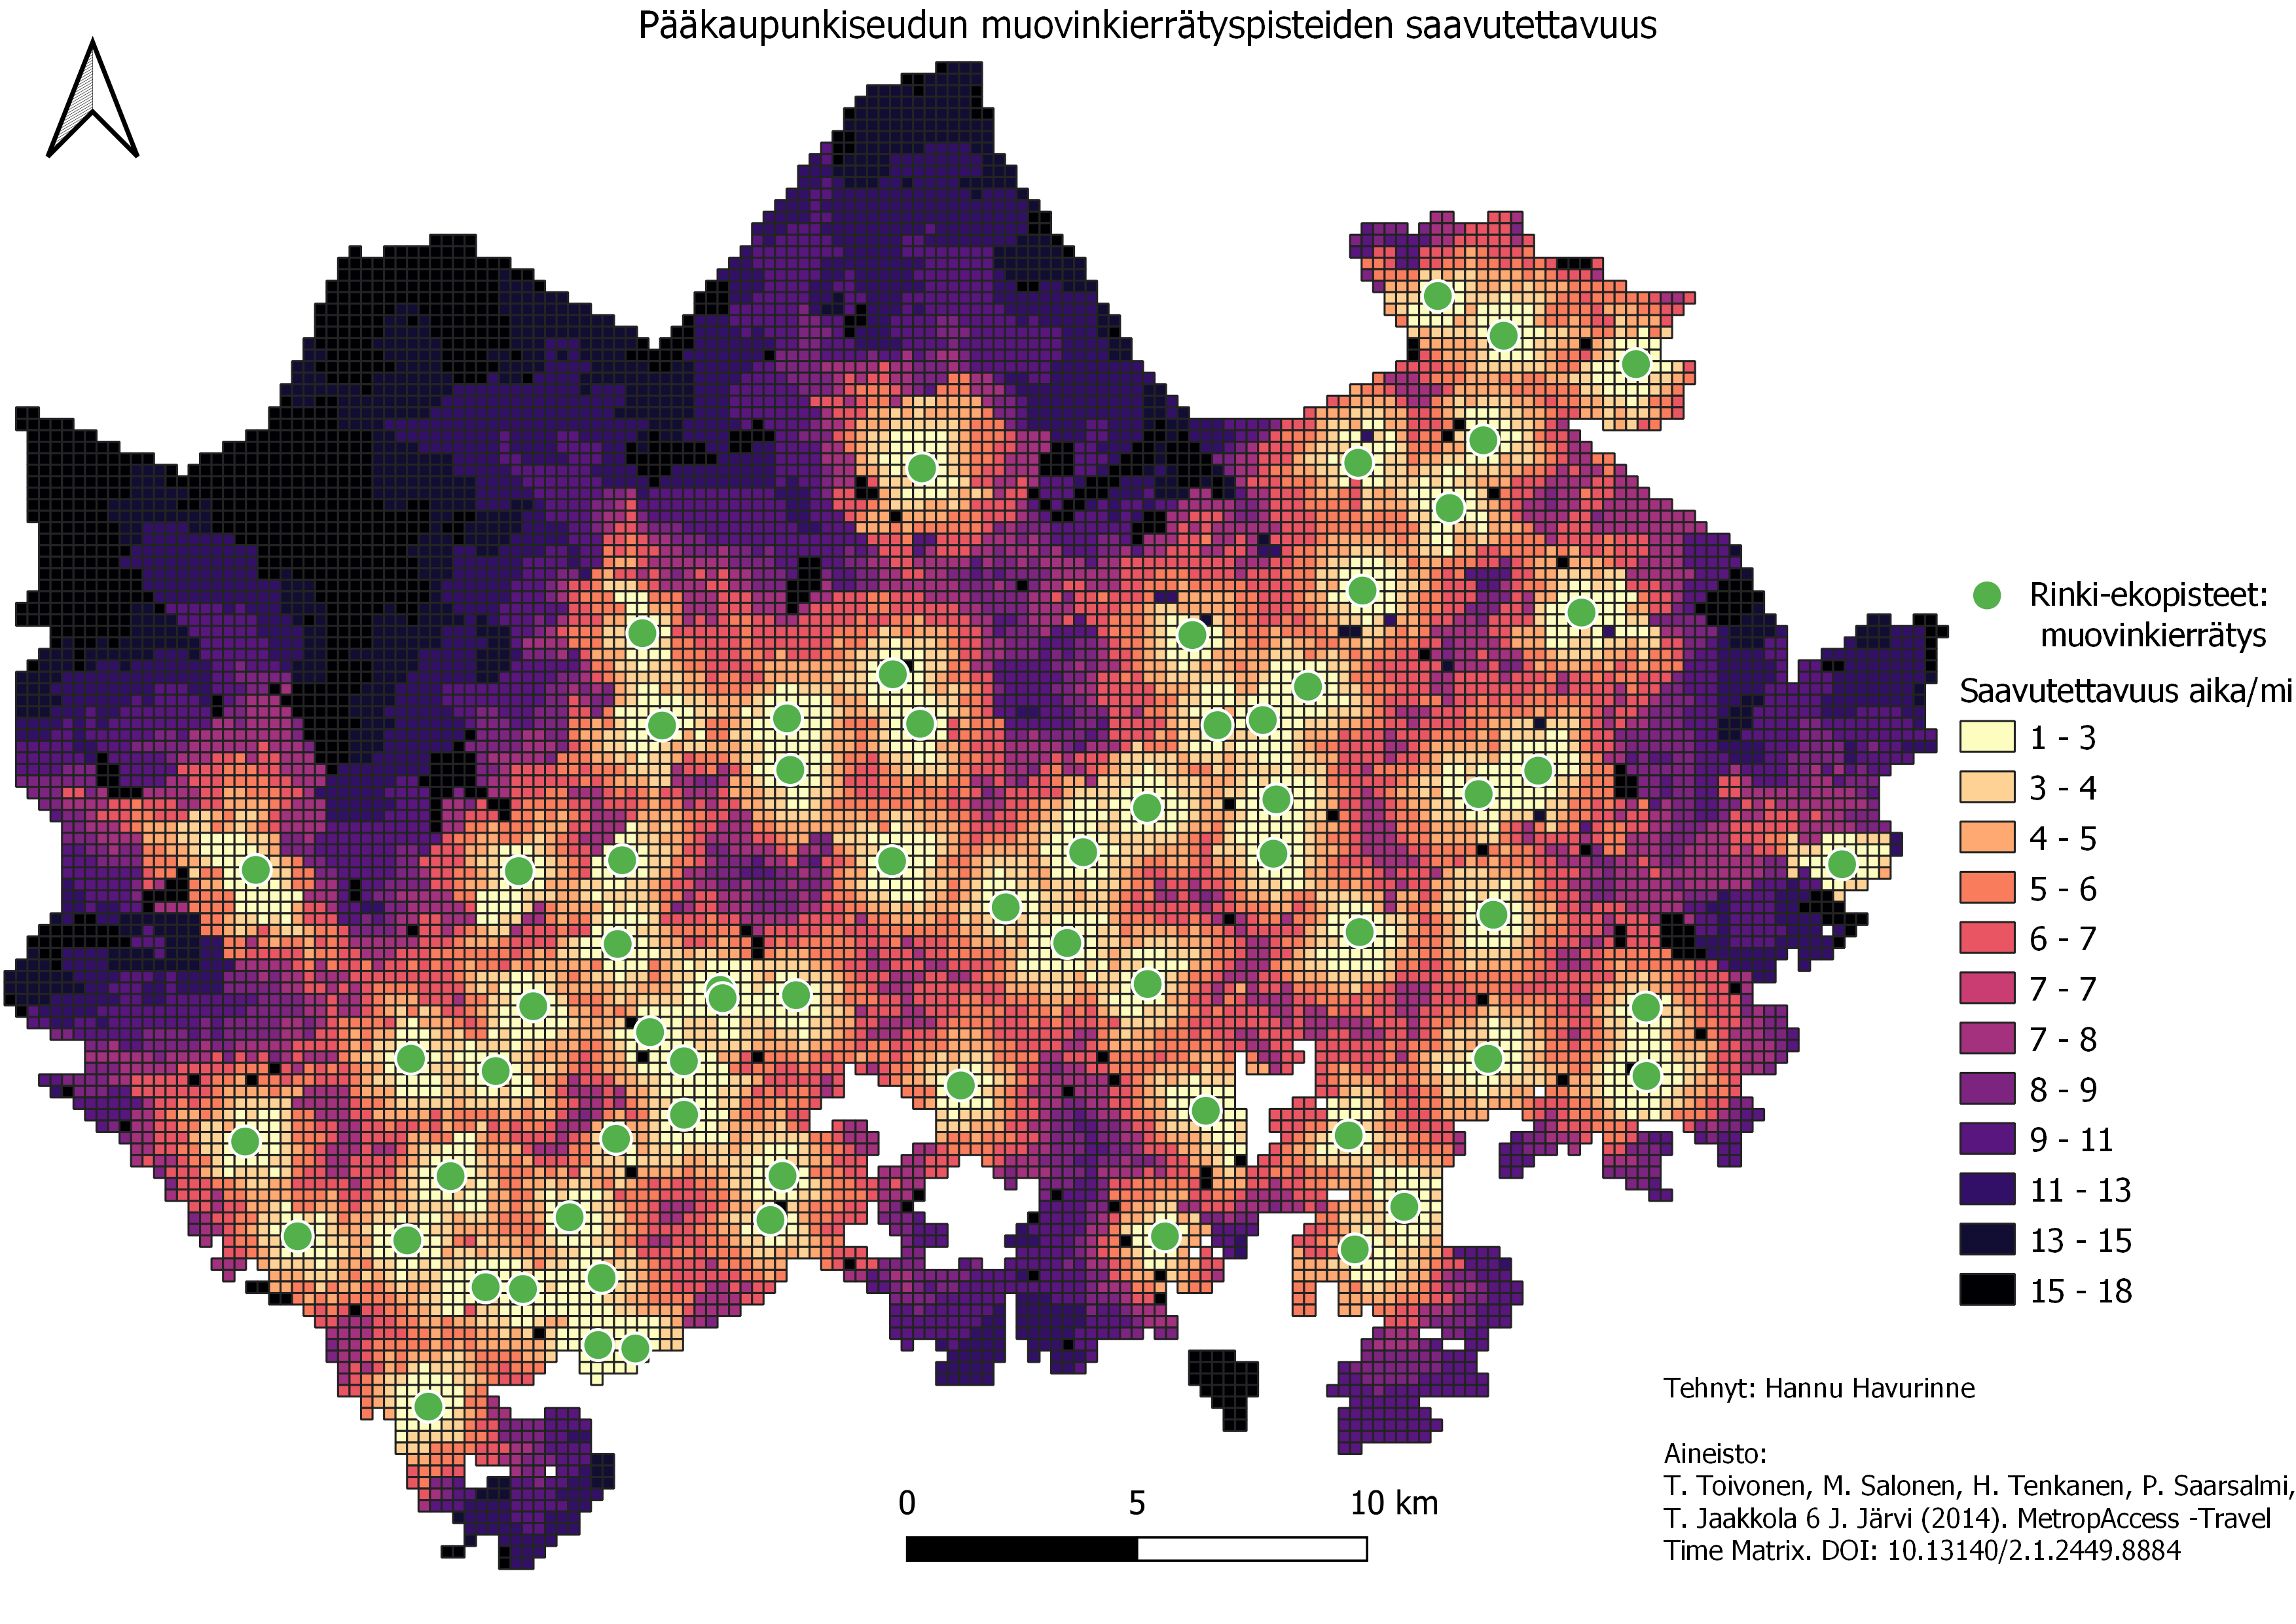 Pääkaupunkiseudun muovinkierrätyspisteiden saavutettavuus
Rinki-ekopisteet:
muovinkierrätys
Saavutettavuus aika/mi
1 - 3
3 - 4
4 - 5
5 - 6
6 - 7
7 - 7
7 - 8
8 - 9
9 - 11
11 - 13
13 - 15
15 - 18
Tehnyt: Hannu Havurinne
Aineisto:
T. Toivonen, M. Salonen, H. Tenkanen, P. Saarsalmi,
T. Jaakkola 6 J. Järvi (2014). MetropAccess -Travel
Time Matrix. DOI: 10.13140/2.1.2449.8884
0 5 10 km